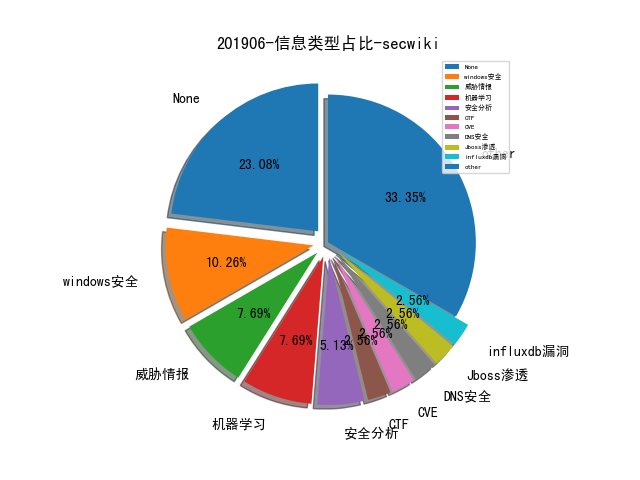 201906-信息类型占比-secwiki
None
windows安全
威胁情报
机器学习
安全分析
CTF
CVE
DNS安全
Jboss渗透
influxdb漏洞
other
other
None
23.08%
33.35%
10.26%
windows安全
7.69%
威胁情报
7.69%
机器学习
5.13%
安全分析
2.56%
CTF
2.56%
CVE
2.56%
DNS安全
2.56%
Jboss渗透
2.56%
influxdb漏洞